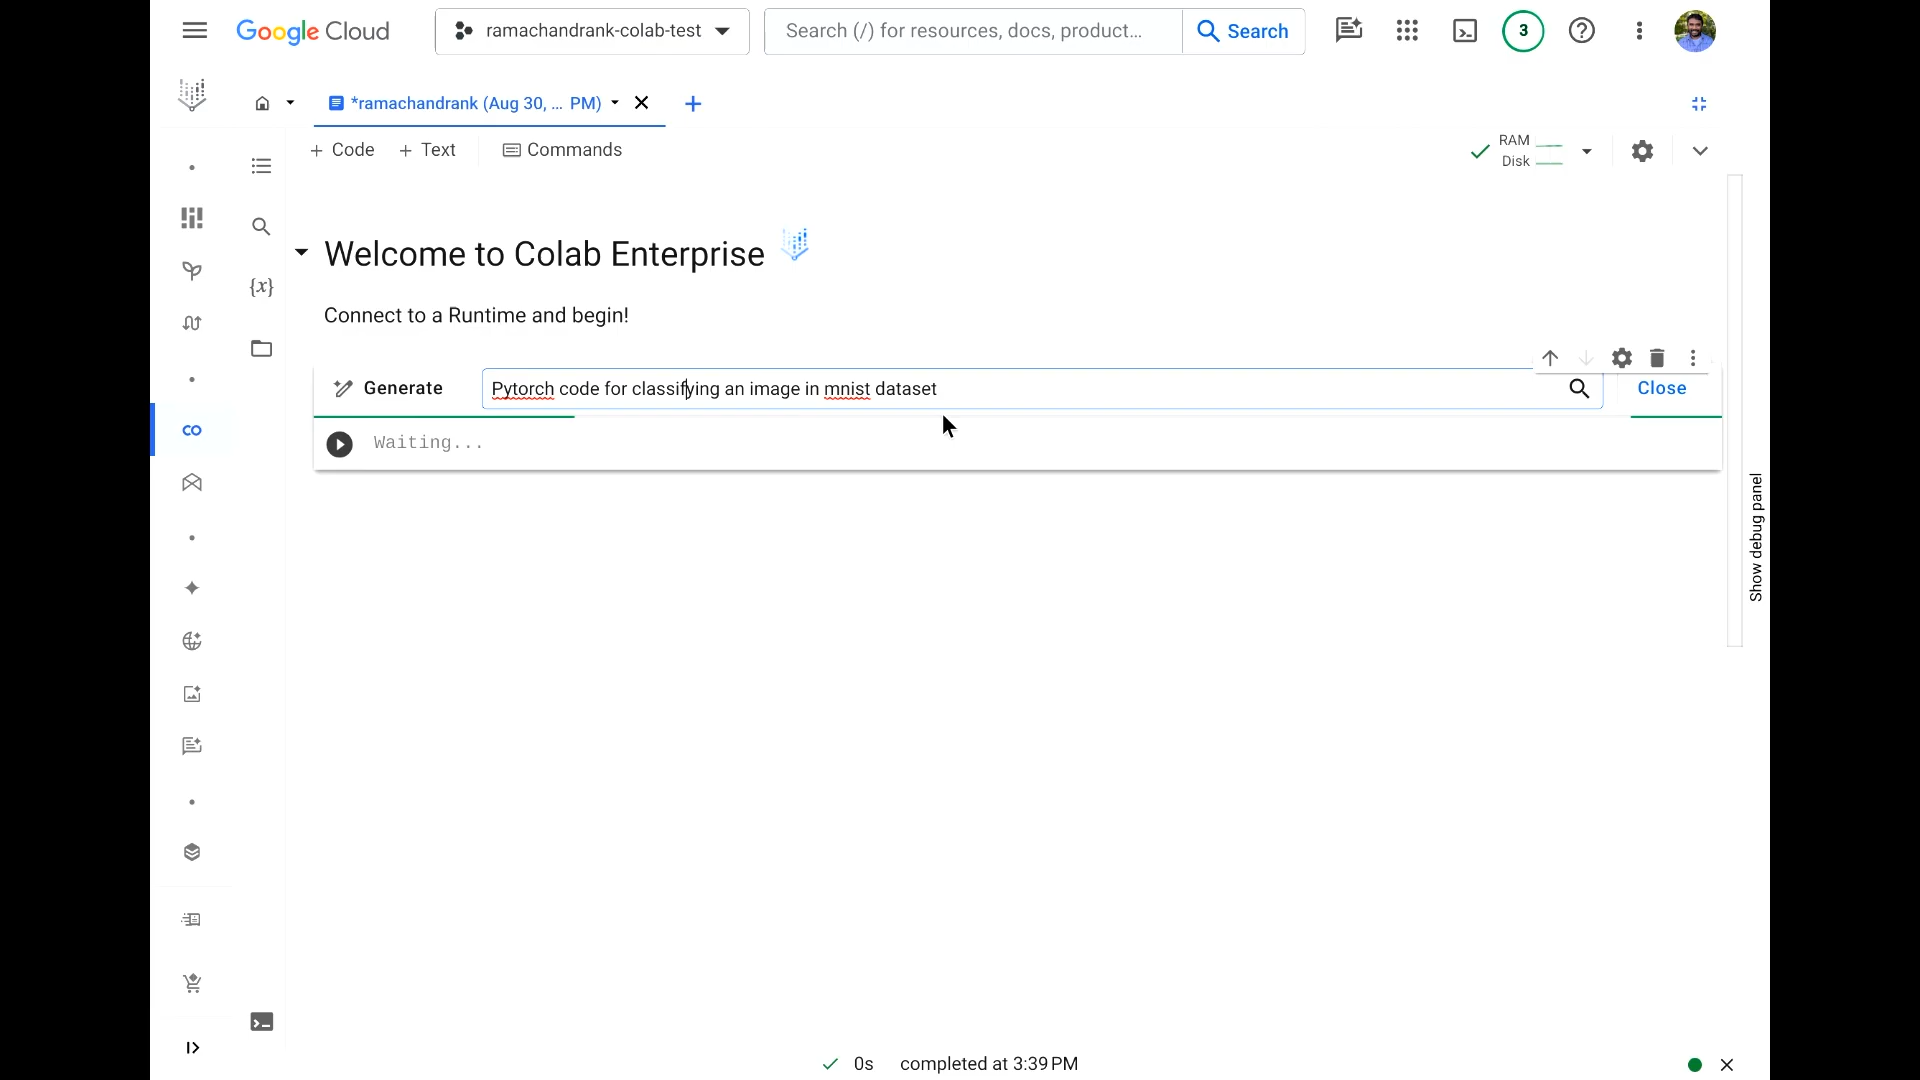 Google Cloud
ramachandrank-colab-test
Search (/) for resources, docs, product...
Search
3
*ramachandrank (Aug 30, ... PM)
+ Code
+ Text
Commands
RAM
Disk
{x}
Welcome to Colab Enterprise
Connect to a Runtime and begin!
Generate
Pytorch code for classifying an image in mnist dataset
Close
Waiting...
Show debug panel
0s
completed at 3:39 PM